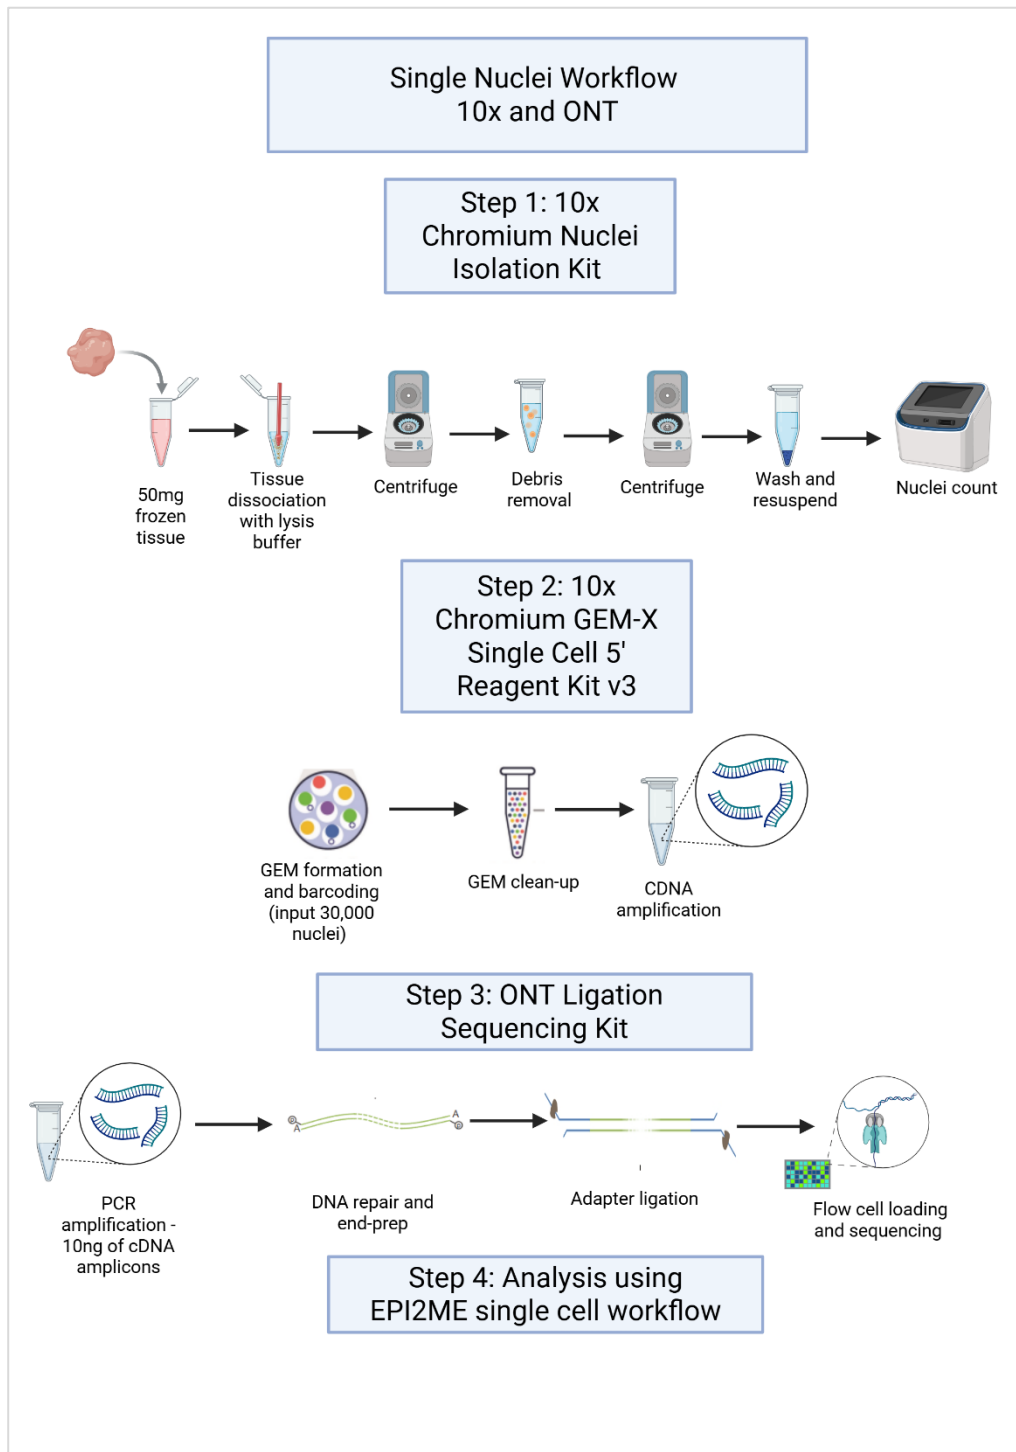 Single Nuclei Workflow
10x and ONT
Step 1: 10x
Chromium Nuclei
Isolation Kit
50mg
frozen
tissue
Tissue
dissociation
with lysis
buffer
Centrifuge
Debris
removal
Centrifuge
Wash and
resuspend
Nuclei count
Step 2: 10x
Chromium GEM-X
Single Cell 5'
Reagent Kit v3
GEM formation
and barcoding
(input 30,000
nuclei)
GEM clean-up
CDNA
amplification
Step 3: ONT Ligation
Sequencing Kit
PCR
amplification -
10ng of cDNA
amplicons
P
A
A
P
DNA repair and
end-prep
Adapter ligation
Flow cell loading
and sequencing
Step 4: Analysis using
EPI2ME single cell workflow